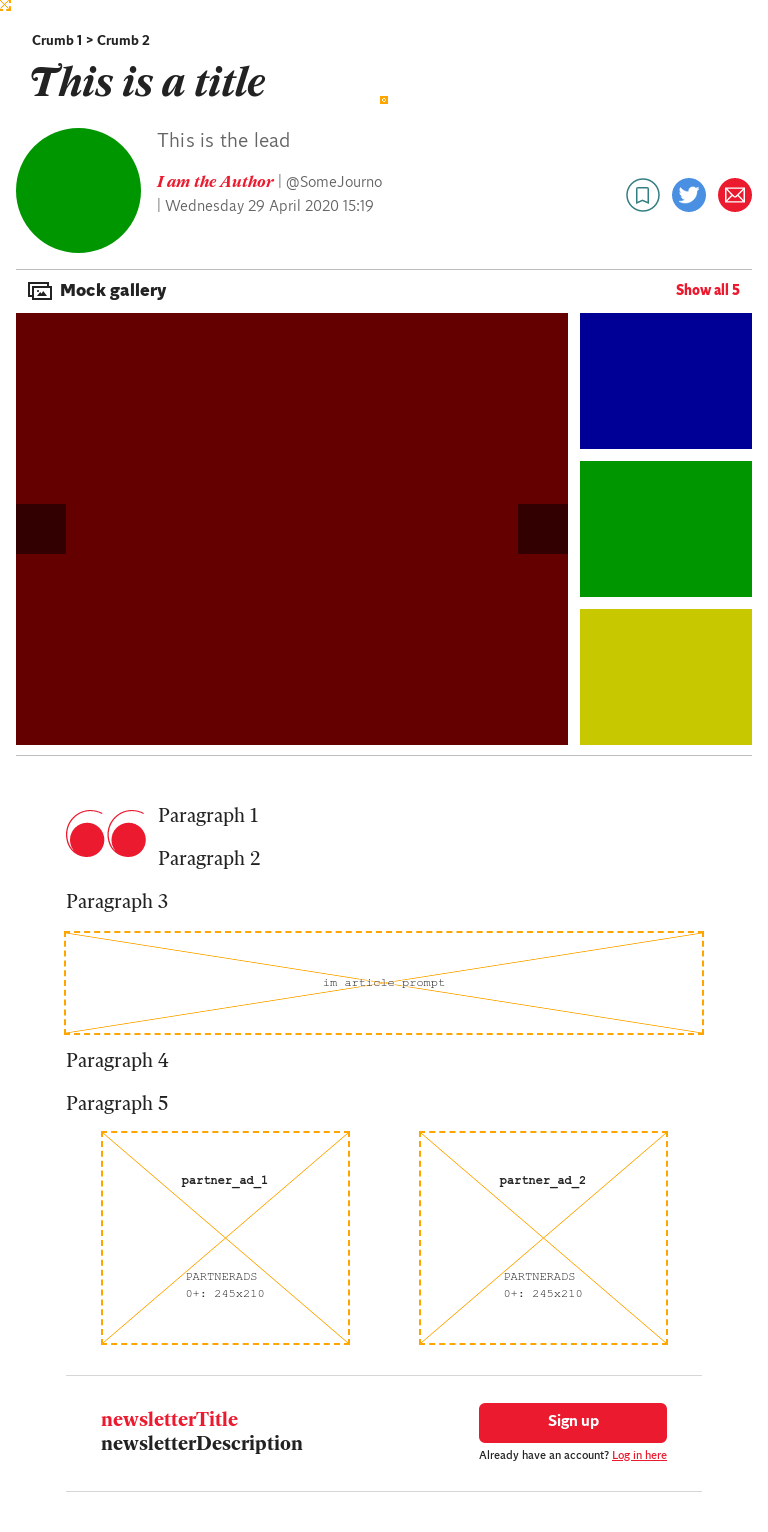 Crumb 1 > Crumb 2
This is a title
This is the lead
I am the Author | @SomeJourno
| Wednesday 29 April 2020 15:19
Mock gallery
Show all 5
Paragraph 1
Paragraph 2
Paragraph 3
im article prompt
Paragraph 4
Paragraph 5
partner_ad_1
PARTNERADS
0+: 245x210
partner_ad_2
PARTNERADS
0+: 245x210
newsletterTitle
newsletterDescription
Sign up
Already have an account? Log in here